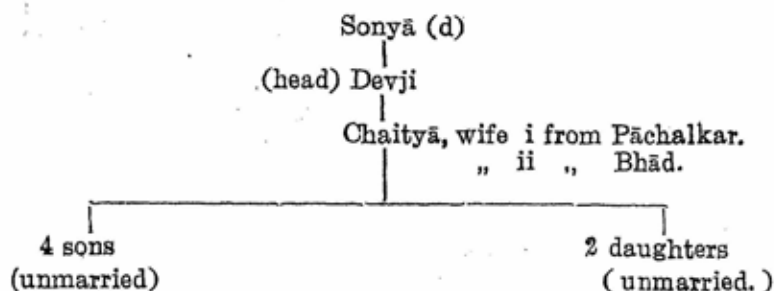 Sonyā (d)
(head) Devji
Chaityā, wife i from Pāchalkar.
„ ii „ Bhād.
4 sons 2 daughters
(unmarried) (unmarried.)